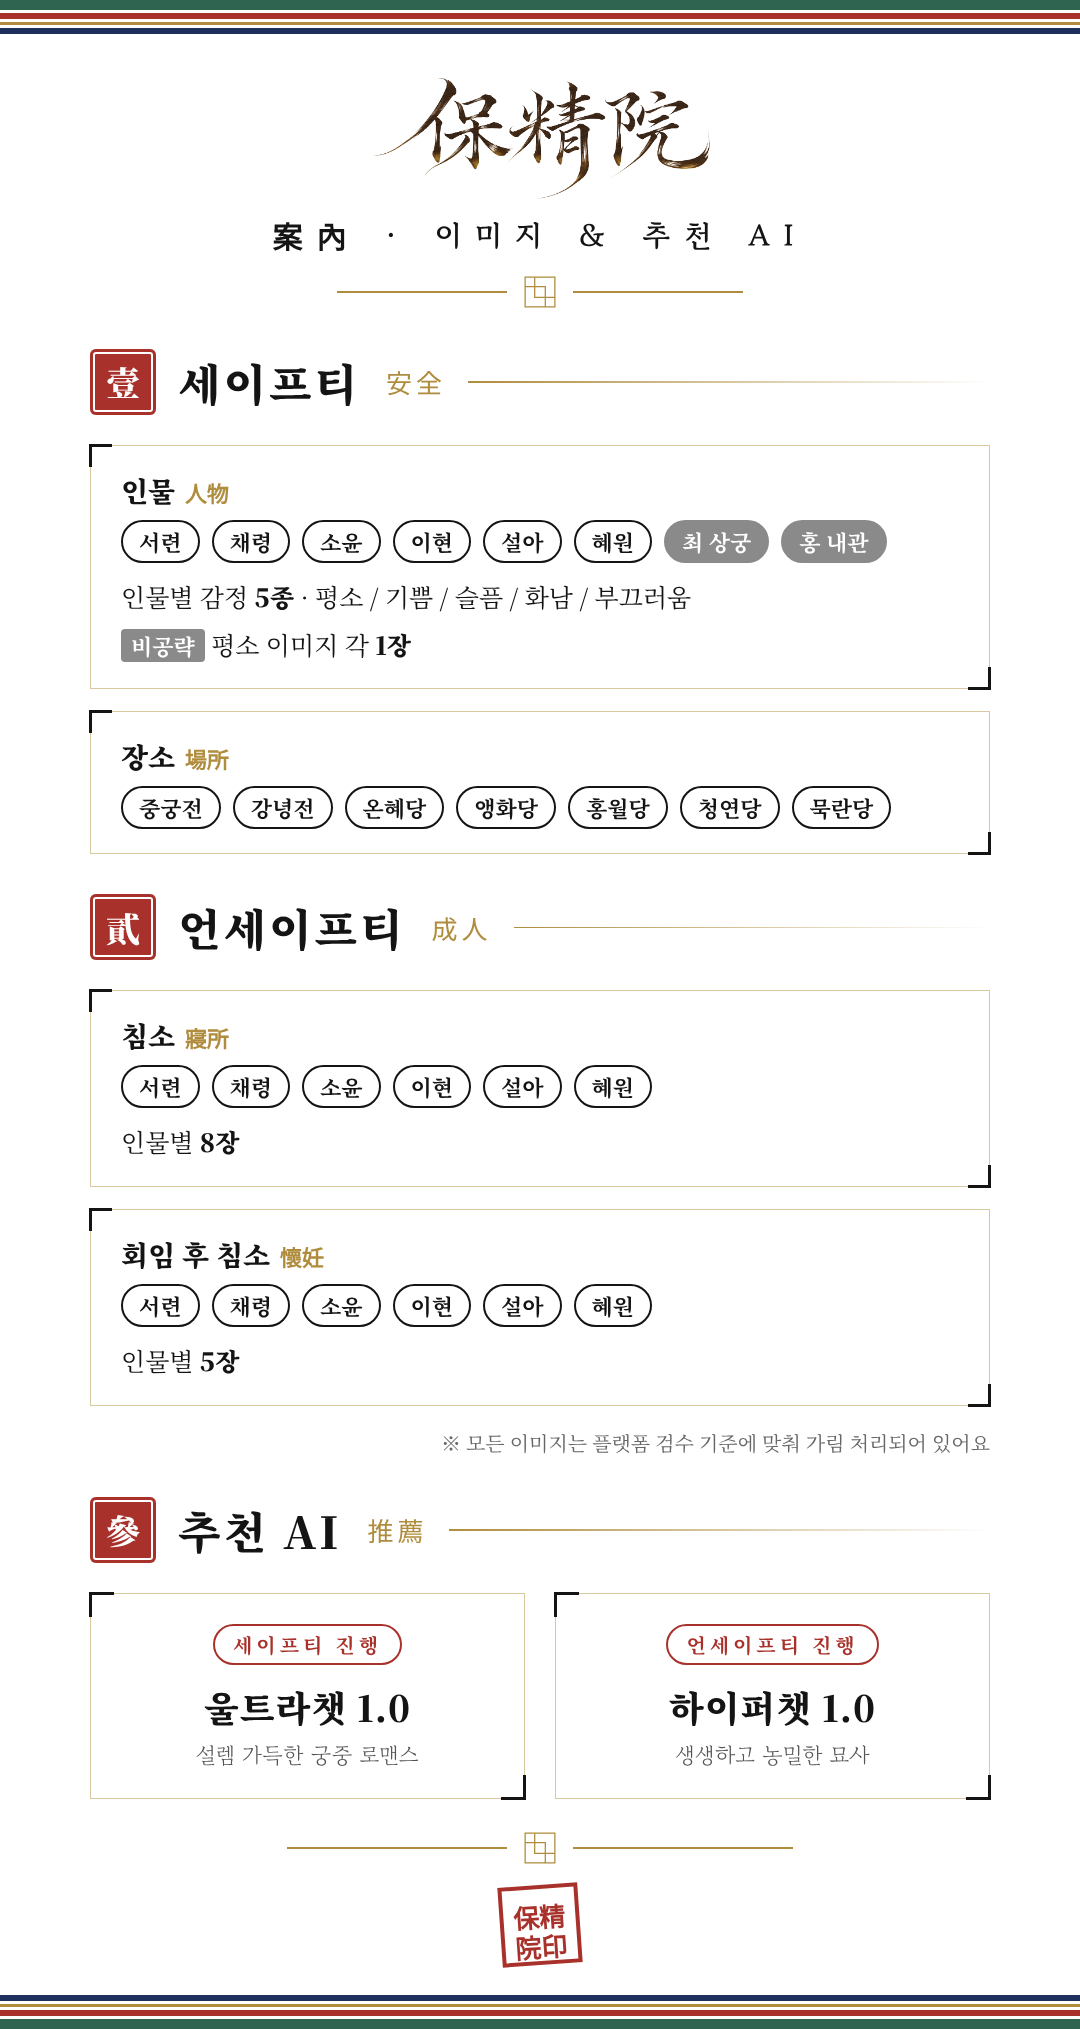 保精院
案內 · 이미지 & 추천 AI
壹 세이프티 安全
인물 人物
서련 채령 소윤 이현 설아 혜원 최 상궁 홍 내관
인물별 감정 5종 · 평소 / 기쁨 / 슬픔 / 화남 / 부끄러움
비공략 평소 이미지 각 1장
장소 場所
중궁전 강녕전 온혜당 앵화당 홍월당 청연당 묵란당
貳 언세이프티 成人
침소 寢所
서련 채령 소윤 이현 설아 혜원
인물별 8장
회임 후 침소 懷妊
서련 채령 소윤 이현 설아 혜원
인물별 5장
※ 모든 이미지는 플랫폼 검수 기준에 맞춰 가림 처리되어 있어요
參 추천 AI 推薦
세이프티 진행
울트라챗 1.0
설렘 가득한 궁중 로맨스
언세이프티 진행
하이퍼챗 1.0
생생하고 농밀한 묘사
保精
院印